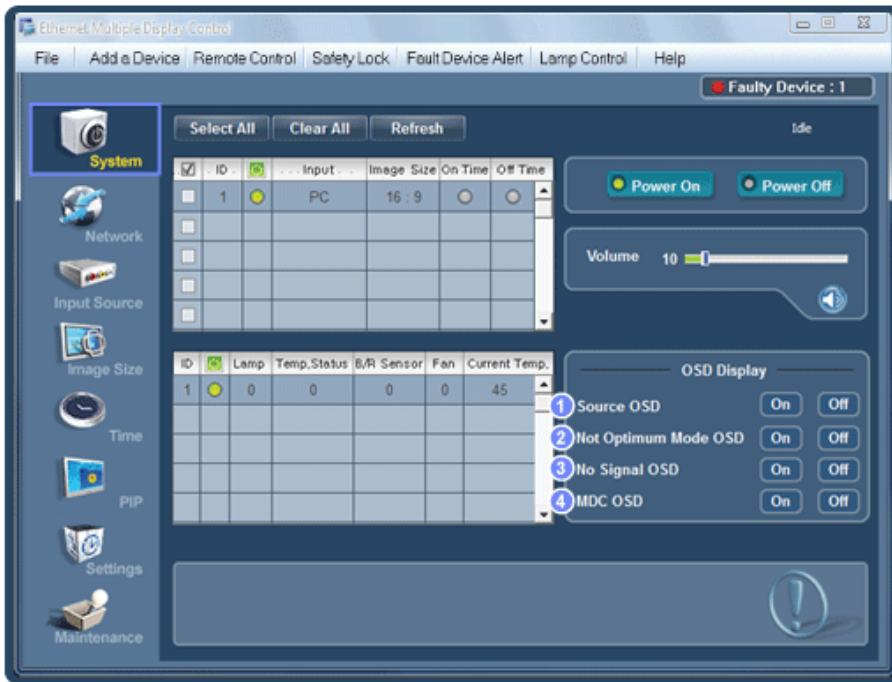 Ethernet Multiple Display Control
File Add a Device Remote Control Safety Lock Fault Device Alert Lamp Control Help
Faulty Device : 1
System
Network
Input Source
Image Size
Time
PIP
Settings
Maintenance
Select All Clear All Refresh
Idle
ID Input Image Size On Time Off Time
1 PC 16 : 9
Power On Power Off
Volume 10
ID Lamp Temp,Status B/R Sensor Fan Current Temp,
1 0 0 0 0 45
OSD Display
1 Source OSD On Off
2 Not Optimum Mode OSD On Off
3 No Signal OSD On Off
4 MDC OSD On Off